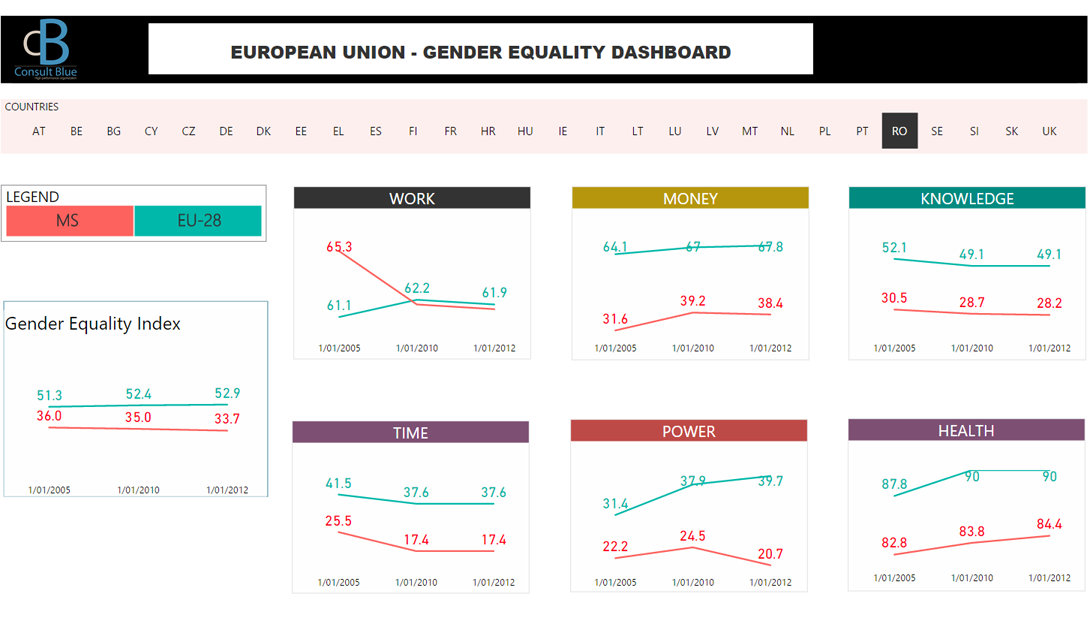 CB
Consult Blue
EUROPEAN UNION - GENDER EQUALITY DASHBOARD
COUNTRIES
AT BE BG CY CZ DE DK EE EL ES FI FR HR HU IE IT LT LU LV MT NL PL PT RO SE SI SK UK
LEGEND
MS EU-28
Gender Equality Index
51.3 52.4 52.9
36.0 35.0 33.7
1/01/2005 1/01/2010 1/01/2012
WORK
65.3
61.1 62.2 61.9
1/01/2005 1/01/2010 1/01/2012
MONEY
64.1 67 67.8
31.6 39.2 38.4
1/01/2005 1/01/2010 1/01/2012
KNOWLEDGE
52.1 49.1 49.1
30.5 28.7 28.2
1/01/2005 1/01/2010 1/01/2012
TIME
41.5 37.6 37.6
25.5 17.4 17.4
1/01/2005 1/01/2010 1/01/2012
POWER
31.4 37.9 39.7
22.2 24.5 20.7
1/01/2005 1/01/2010 1/01/2012
HEALTH
87.8 90 90
82.8 83.8 84.4
1/01/2005 1/01/2010 1/01/2012